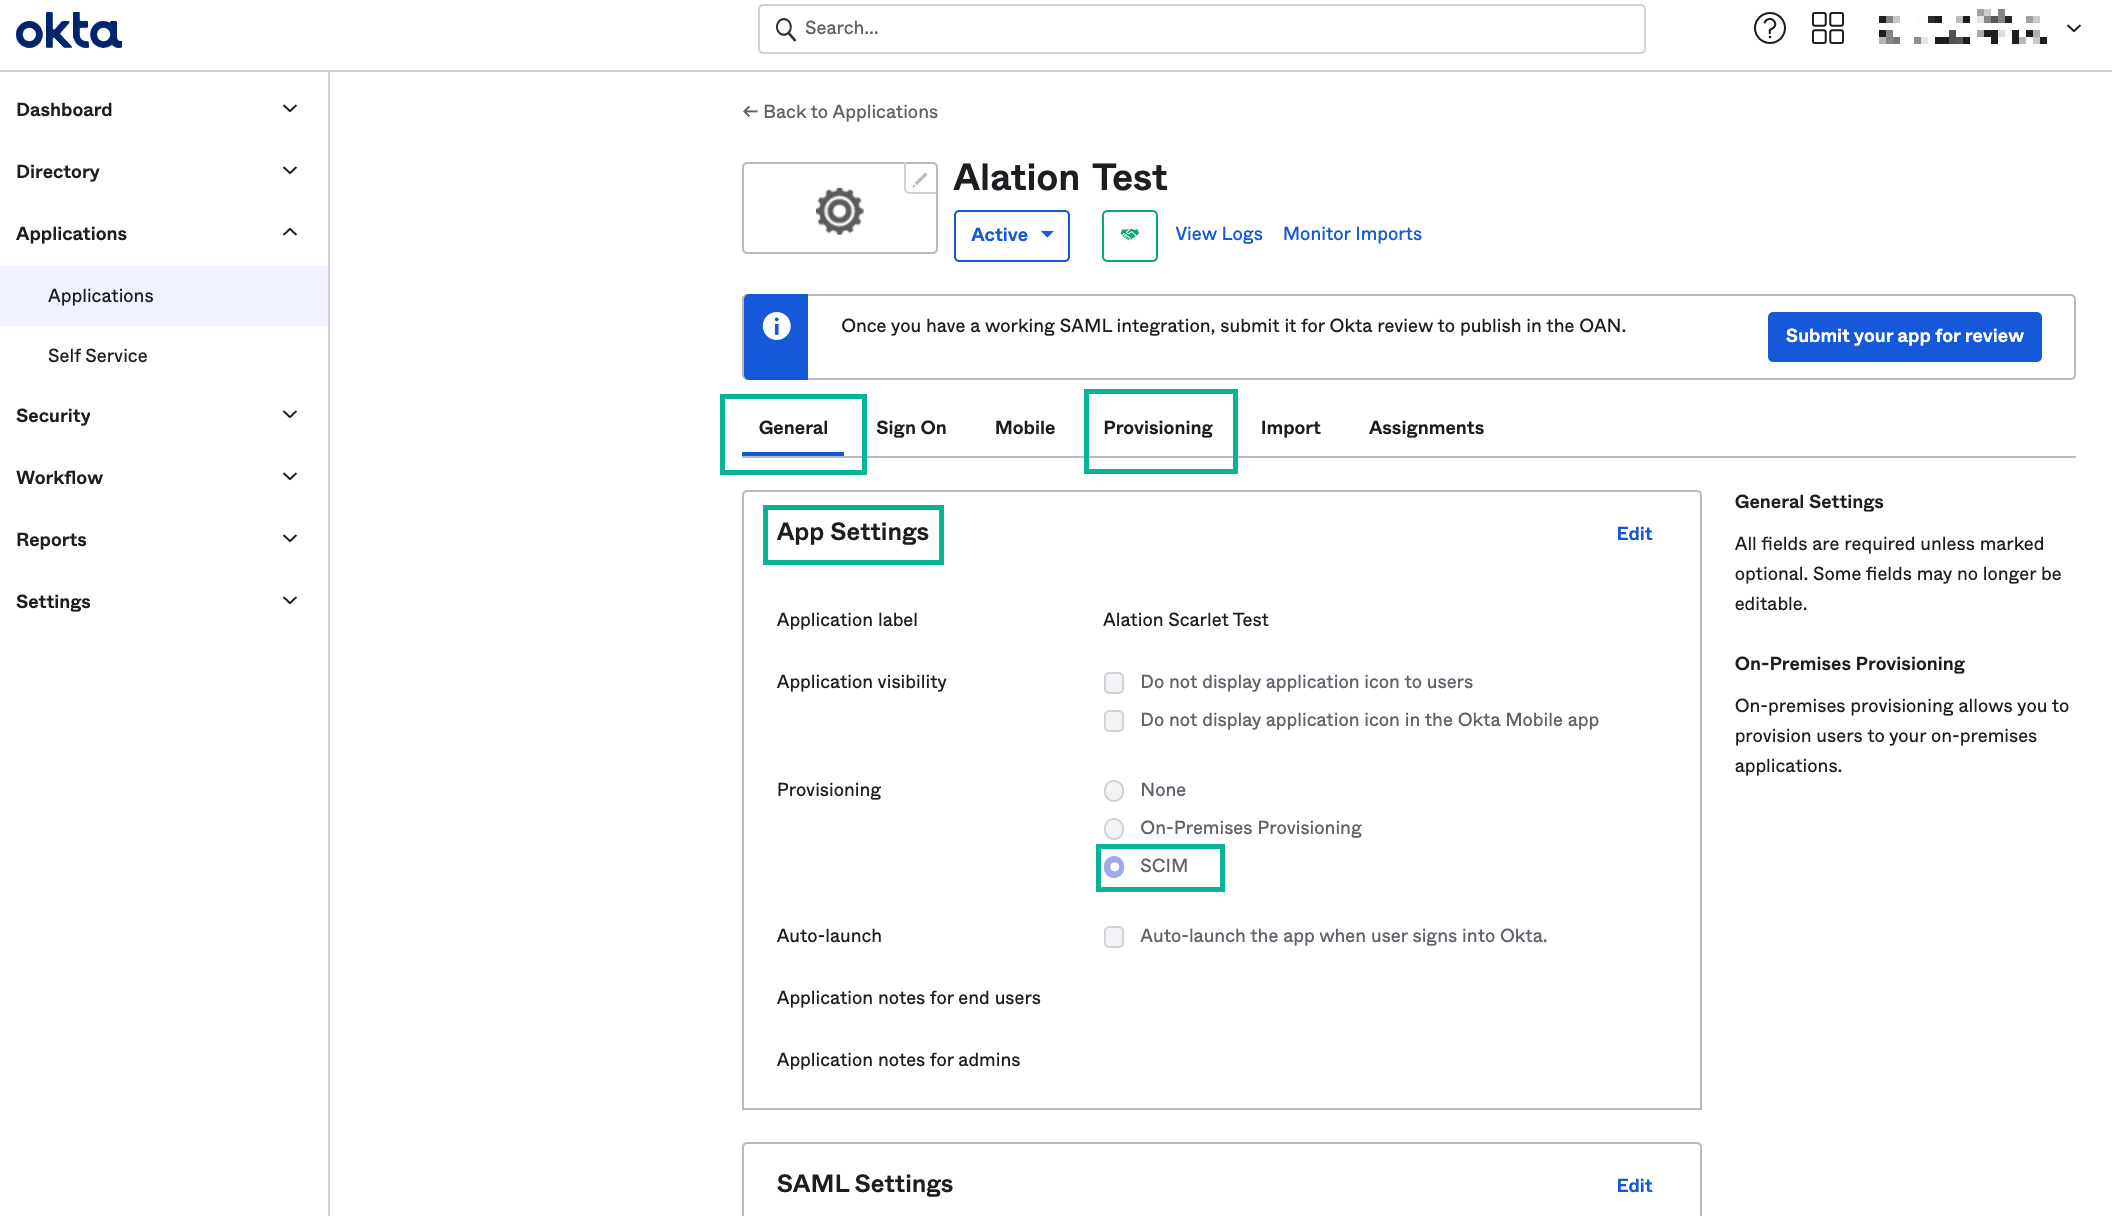 okta
Search...
Dashboard
Directory
Applications
Applications
Self Service
Security
Workflow
Reports
Settings
← Back to Applications
Alation Test
Active
View Logs
Monitor Imports
Once you have a working SAML integration, submit it for Okta review to publish in the OAN.
Submit your app for review
General
Sign On
Mobile
Provisioning
Import
Assignments
App Settings
Edit
Application label
Alation Scarlet Test
Application visibility
Do not display application icon to users
Do not display application icon in the Okta Mobile app
Provisioning
None
On-Premises Provisioning
SCIM
Auto-launch
Auto-launch the app when user signs into Okta.
Application notes for end users
Application notes for admins
SAML Settings
Edit
General Settings
All fields are required unless marked
optional. Some fields may no longer be
editable.
On-Premises Provisioning
On-premises provisioning allows you to
provision users to your on-premises
applications.